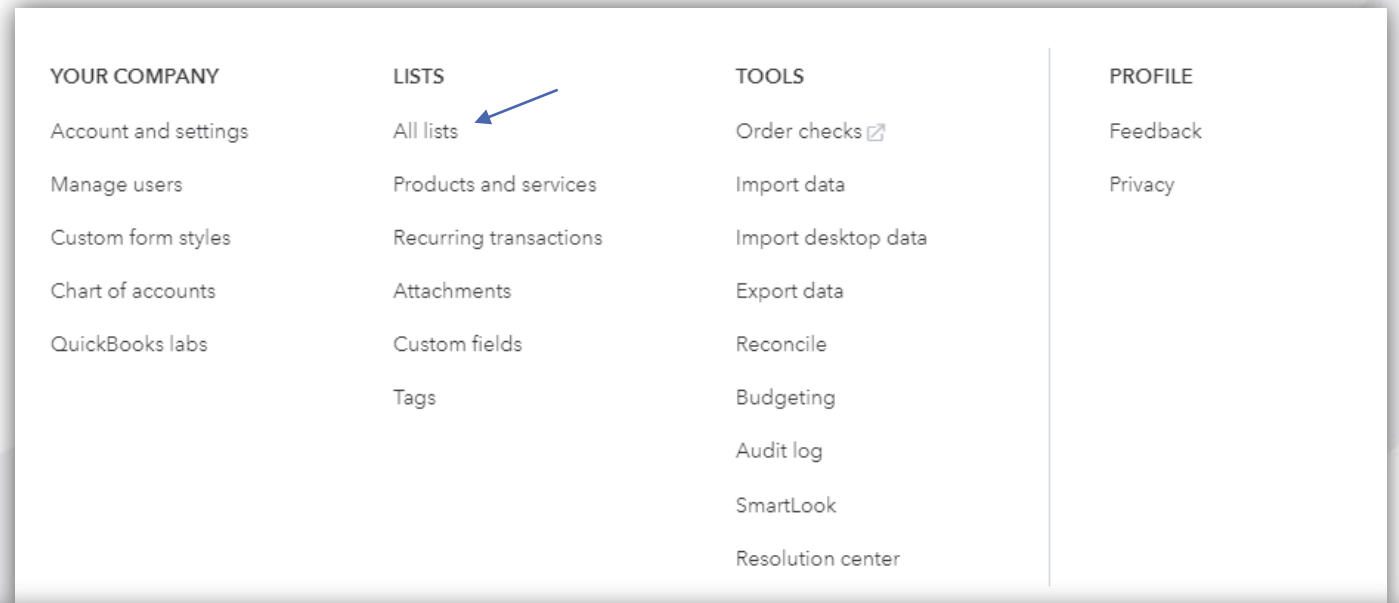 YOUR COMPANY
Account and settings
Manage users
Custom form styles
Chart of accounts
QuickBooks labs
LISTS
All lists
Products and services
Recurring transactions
Attachments
Custom fields
Tags
TOOLS
Order checks
Import data
Import desktop data
Export data
Reconcile
Budgeting
Audit log
SmartLook
Resolution center
PROFILE
Feedback
Privacy